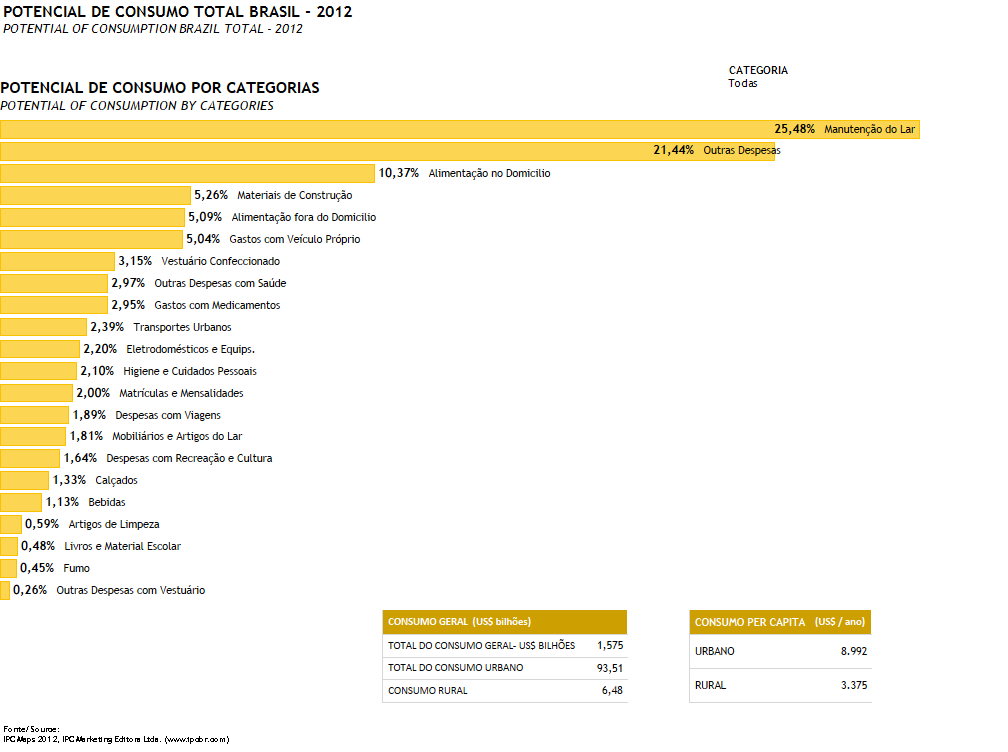 POTENCIAL DE CONSUMO TOTAL BRASIL - 2012
POTENTIAL OF CONSUMPTION BRAZIL TOTAL - 2012
CATEGORIA
Todas
POTENCIAL DE CONSUMO POR CATEGORIAS
POTENTIAL OF CONSUMPTION BY CATEGORIES
25,48% Manutenção do Lar
21,44% Outras Despesas
10,37% Alimentação no Domicilio
5,26% Materiais de Construção
5,09% Alimentação fora do Domicilio
5,04% Gastos com Veículo Próprio
3,15% Vestuário Confeccionado
2,97% Outras Despesas com Saúde
2,95% Gastos com Medicamentos
2,39% Transportes Urbanos
2,20% Eletrodomésticos e Equips.
2,10% Higiene e Cuidados Pessoais
2,00% Matrículas e Mensalidades
1,89% Despesas com Viagens
1,81% Mobiliários e Artigos do Lar
1,64% Despesas com Recreação e Cultura
1,33% Calçados
1,13% Bebidas
0,59% Artigos de Limpeza
0,48% Livros e Material Escolar
0,45% Fumo
0,26% Outras Despesas com Vestuário
CONSUMO GERAL (US$ bilhões)
TOTAL DO CONSUMO GERAL- US$ BILHÕES 1,575
TOTAL DO CONSUMO URBANO 93,51
CONSUMO RURAL 6,48
CONSUMO PER CAPITA (US$ / ano)
URBANO 8.992
RURAL 3.375
Fonte/Source:
IPCMaps 2012, IPCMarketing Editora Ltda. (www.ipcbr.com)